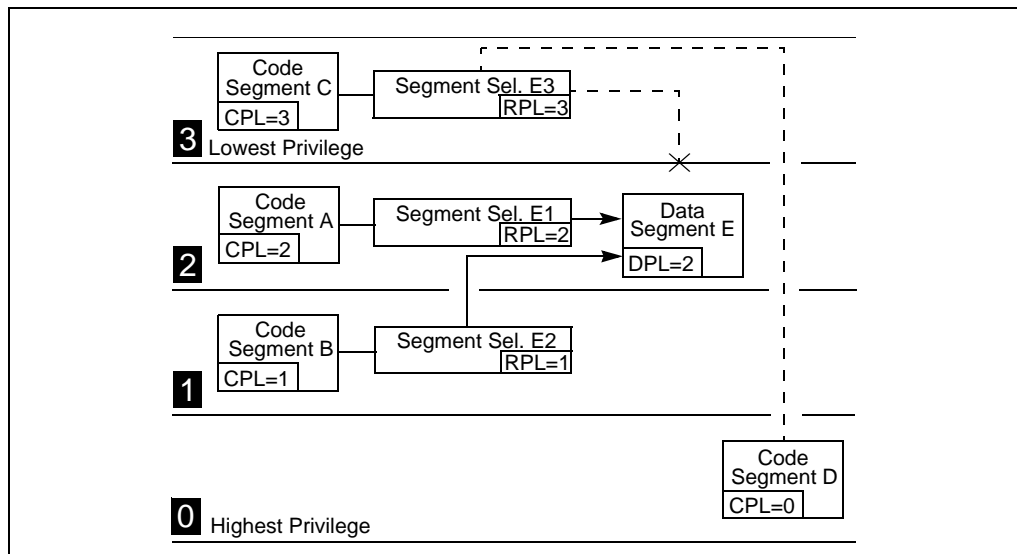 Code
Segment C
CPL=3
Segment Sel. E3
RPL=3
3
Lowest Privilege
Code
Segment A
CPL=2
Segment Sel. E1
RPL=2
Data
Segment E
DPL=2
2
Code
Segment B
CPL=1
Segment Sel. E2
RPL=1
1
Code
Segment D
CPL=0
0
Highest Privilege